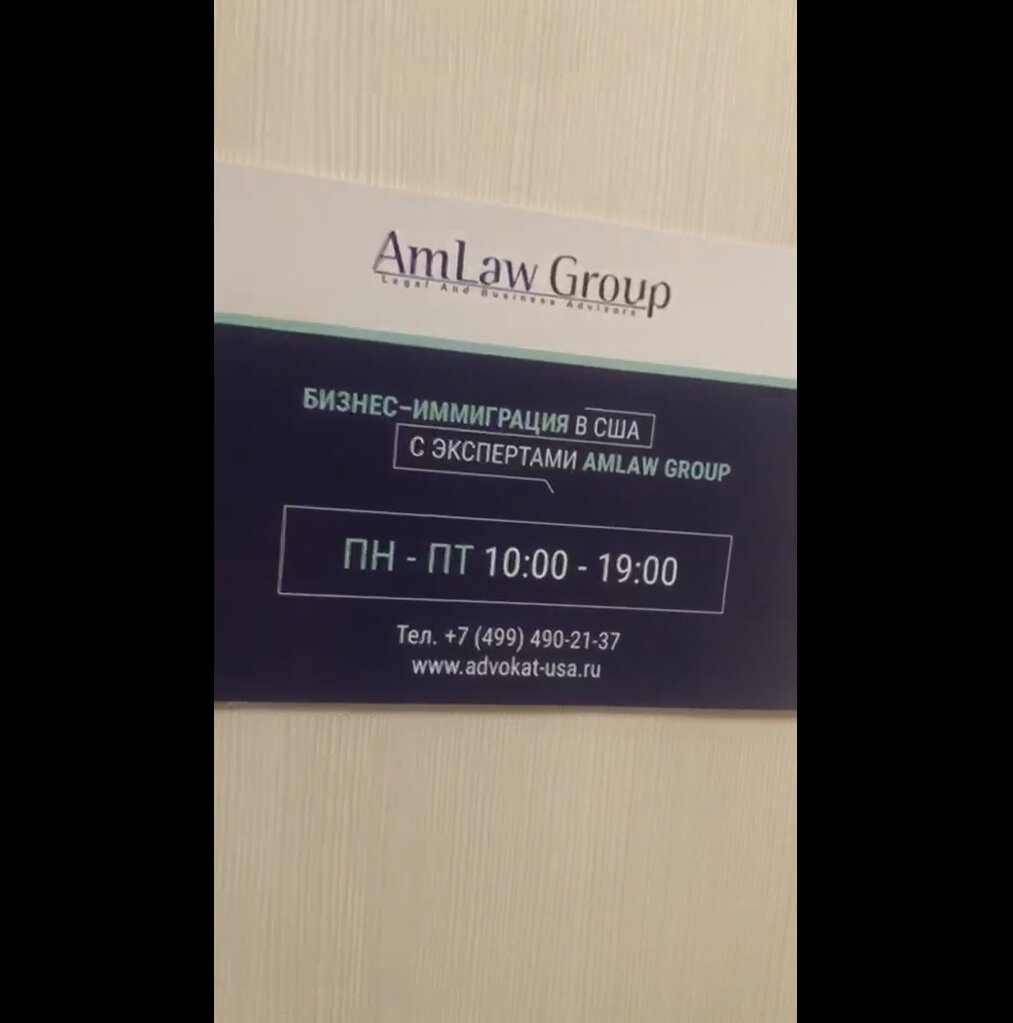 AmLaw Group
Legal And Business Advisors
БИЗНЕС-ИММИГРАЦИЯ В США
С ЭКСПЕРТАМИ AMLAW GROUP
ПН - ПТ 10:00 - 19:00
Тел. +7 (499) 490-21-37
www.advokat-usa.ru